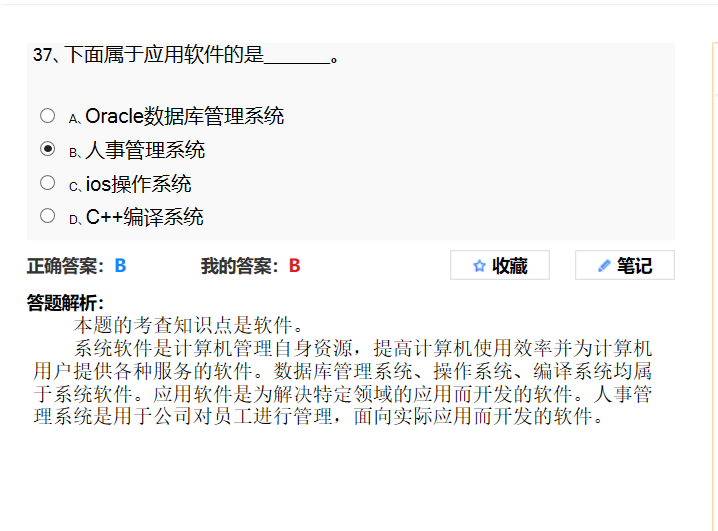 37、下面属于应用软件的是_______。
A、Oracle数据库管理系统
B、人事管理系统
C、ios操作系统
D、C++编译系统
正确答案：B 我的答案：B 收藏 笔记
答题解析：
本题的考查知识点是软件。
系统软件是计算机管理自身资源，提高计算机使用效率并为计算机
用户提供各种服务的软件。数据库管理系统、操作系统、编译系统均属
于系统软件。应用软件是为解决特定领域的应用而开发的软件。人事管
理系统是用于公司对员工进行管理，面向实际应用而开发的软件。